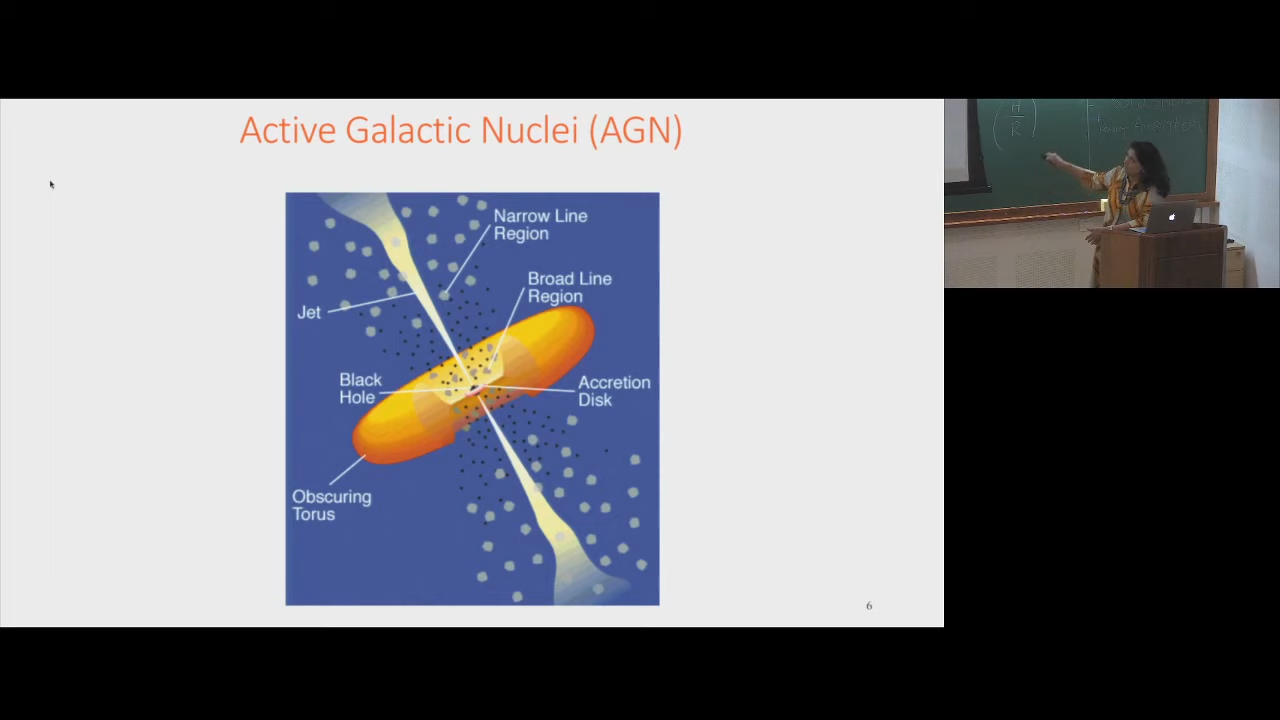 Active Galactic Nuclei (AGN)
Narrow Line
Region
Broad Line
Region
Jet
Black
Hole
Accretion
Disk
Obscuring
Torus
6
H
R